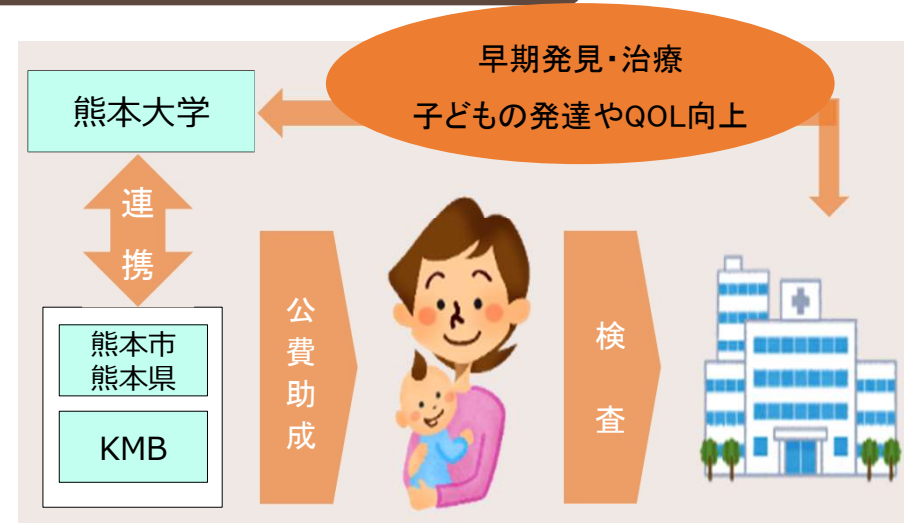 早期発見・治療
子どもの発達やQOL向上
熊本大学
連携
熊本市
熊本県
KMB
公費助成
検査